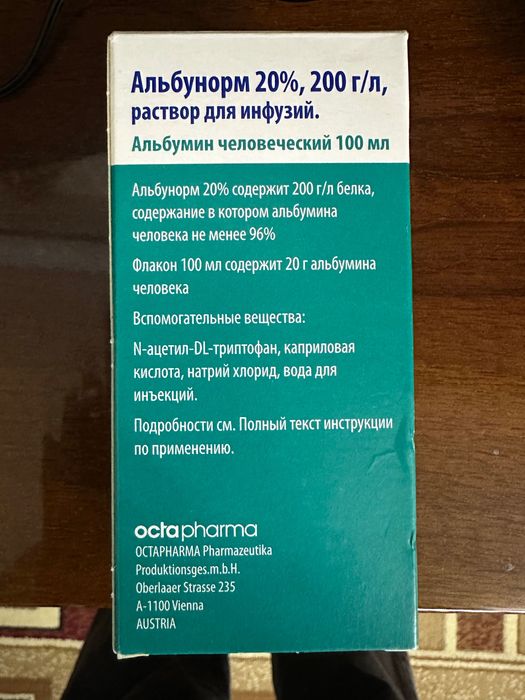 Альбунорм 20%, 200 г/л,
раствор для инфузий.
Альбумин человеческий 100 мл
Альбунорм 20% содержит 200 г/л белка,
содержание в котором альбумина
человека не менее 96%
Флакон 100 мл содержит 20 г альбумина
человека
Вспомогательные вещества:
N-ацетил-DL-триптофан, каприловая
кислота, натрий хлорид, вода для
инъекций.
Подробности см. Полный текст инструкции
по применению.
octapharma
OCTAPHARMA Pharmazeutika
Produktionsges.m.b.H.
Oberlaaer Strasse 235
A-1100 Vienna
AUSTRIA